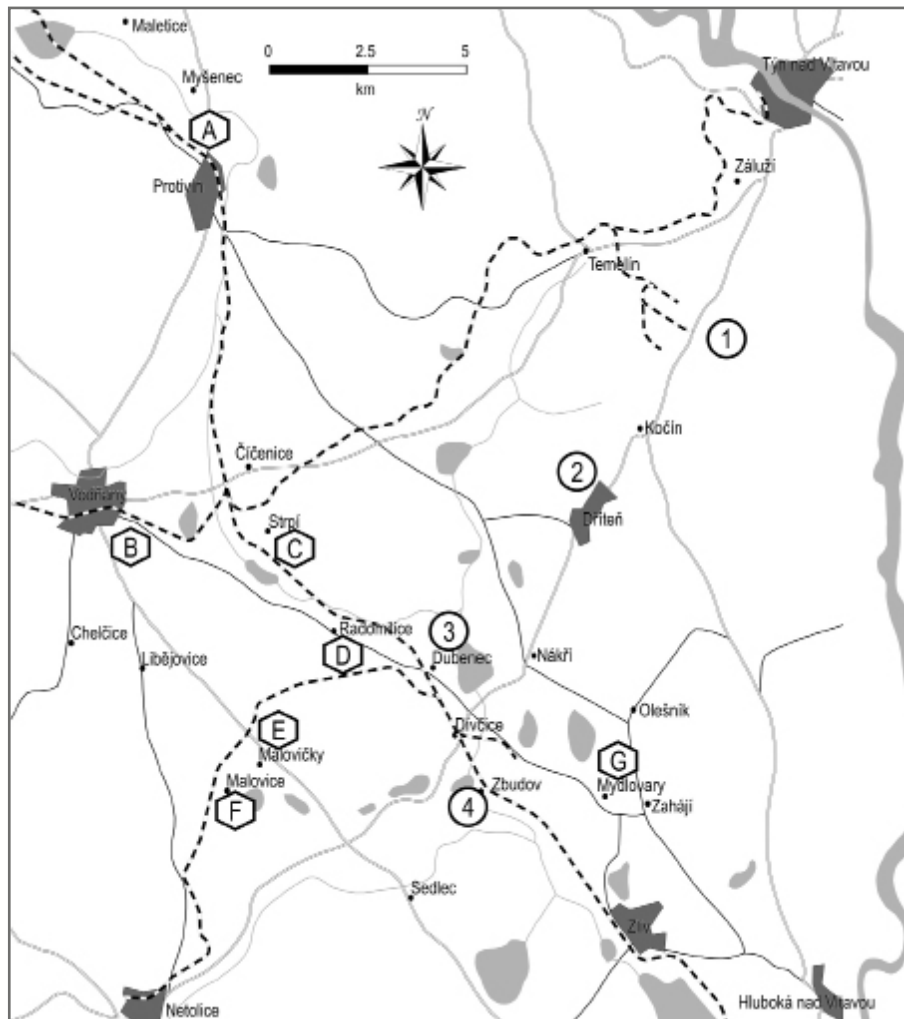 Maletice
0 2.5 5
km
Týn nad Vltavou
Myšenec
N
A
Protivín
Záluží
Temelín
1
Kočín
Číčenice
2
Vodňany
Dříteň
Strpí
B
C
Radomilice
3
Chelčice
D
Dubenec
Nákří
Libějovice
Olešník
E
Dívčice
Malovičky
G
Malovice
Zbudov
Mydlovary
F
4
Zahájí
Sedlec
Zliv
Netolice
Hluboká nad Vltavou